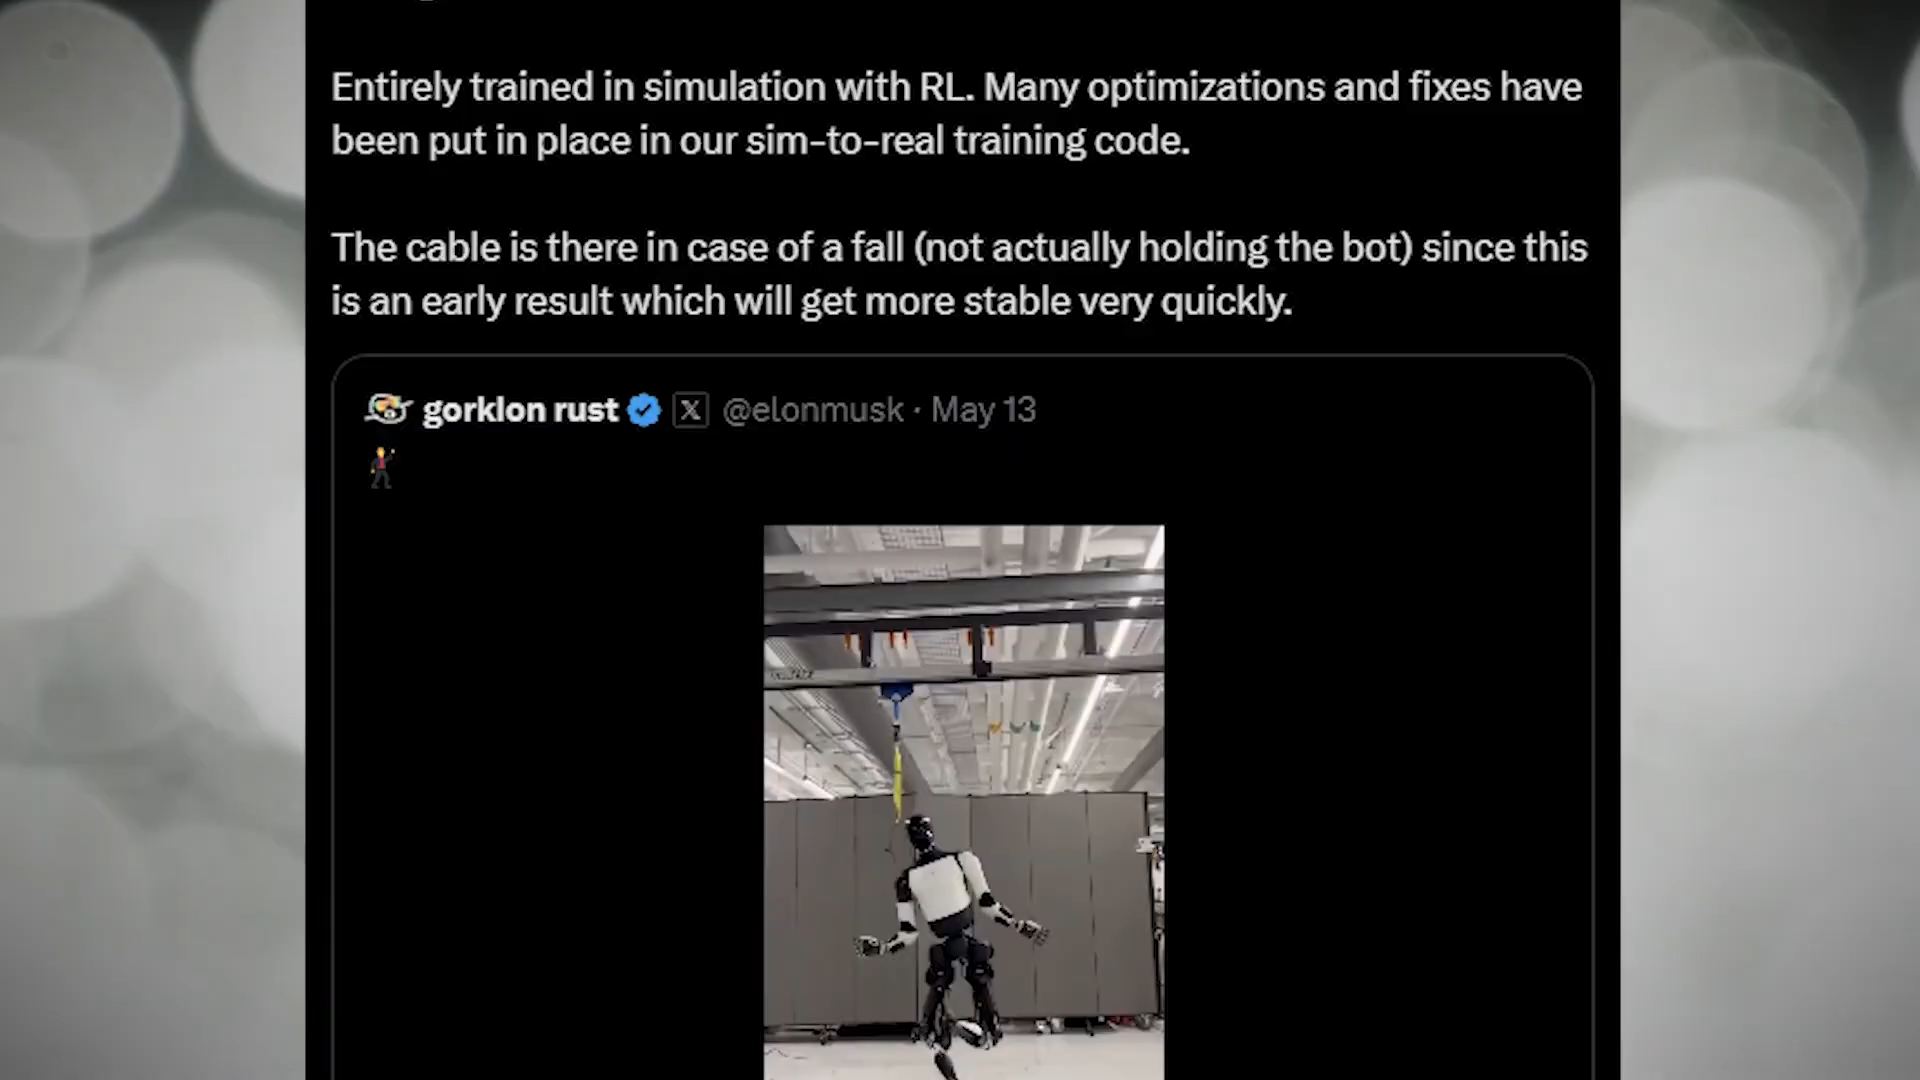 Entirely trained in simulation with RL. Many optimizations and fixes have
been put in place in our sim-to-real training code.
The cable is there in case of a fall (not actually holding the bot) since this
is an early result which will get more stable very quickly.
gorklon rust @elonmusk · May 13